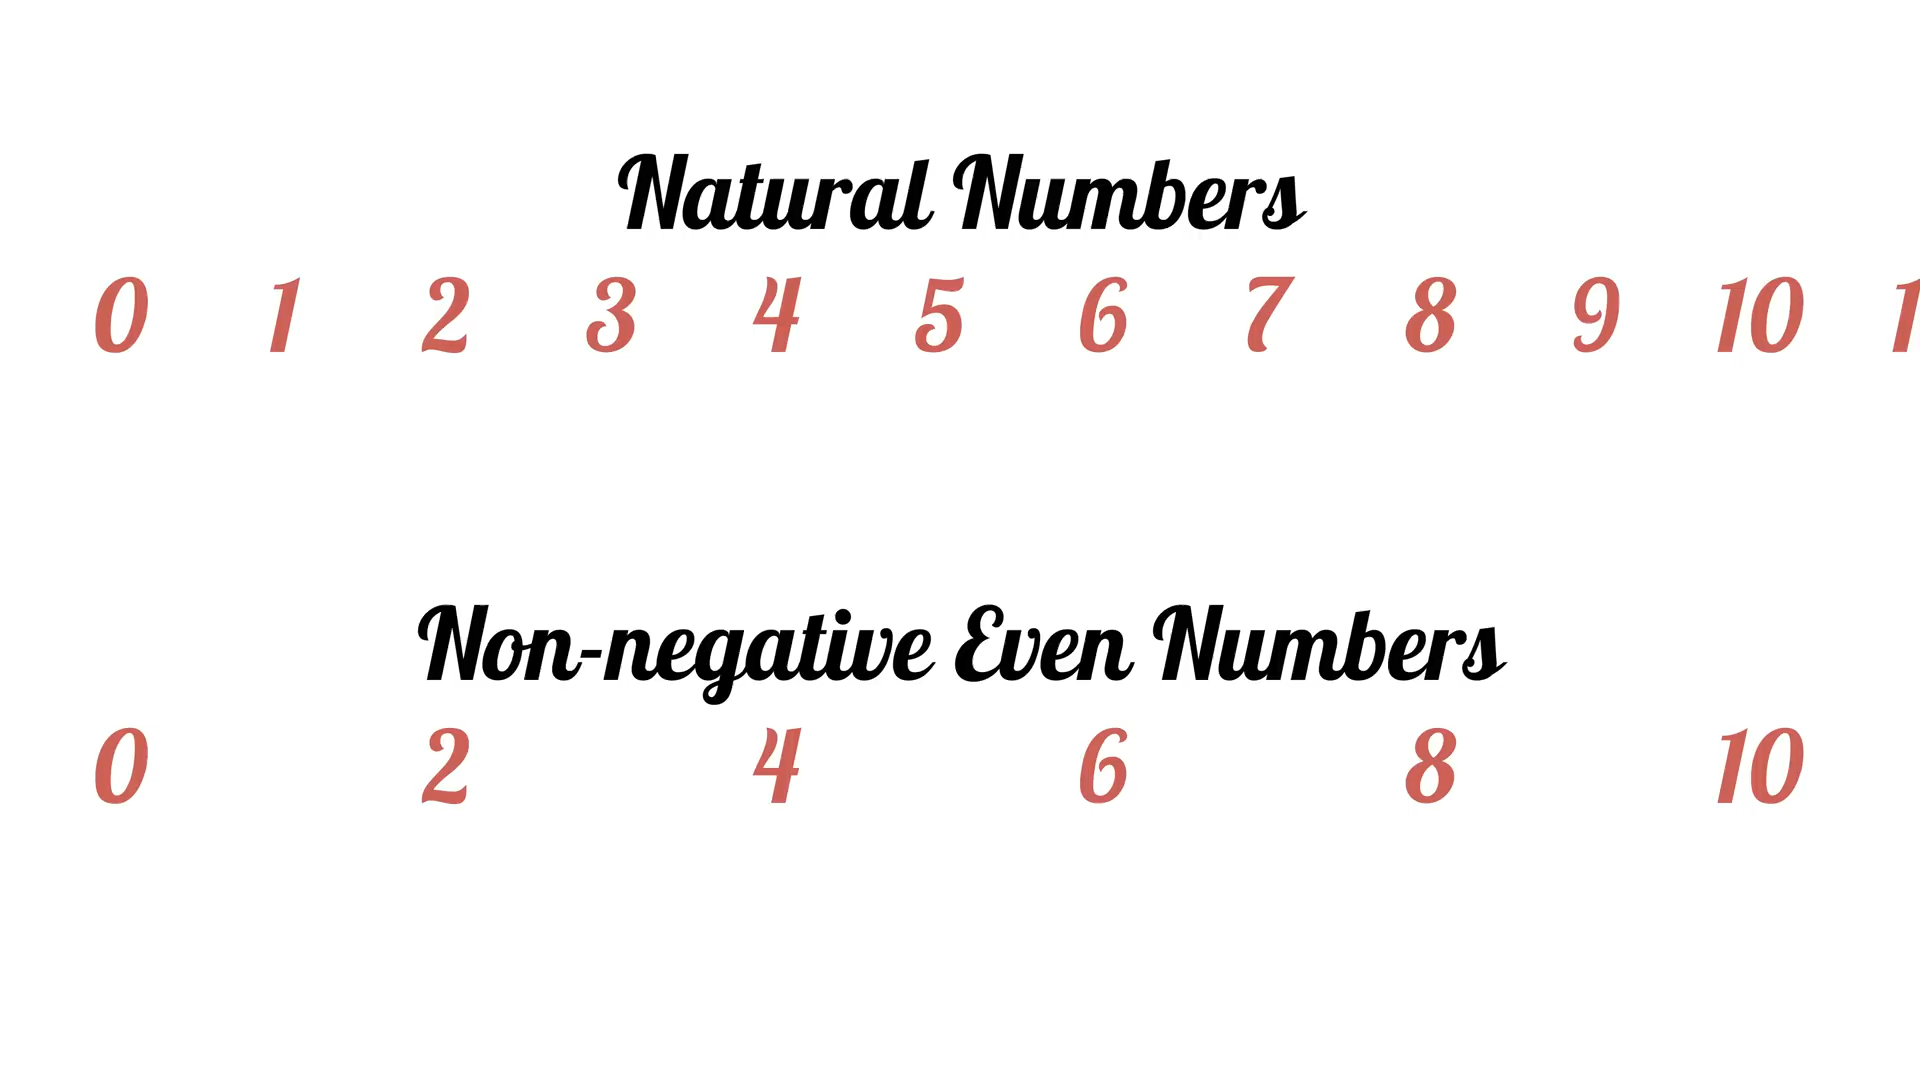 Natural Numbers
0 1 2 3 4 5 6 7 8 9 10 1
Non-negative Even Numbers
0 2 4 6 8 10